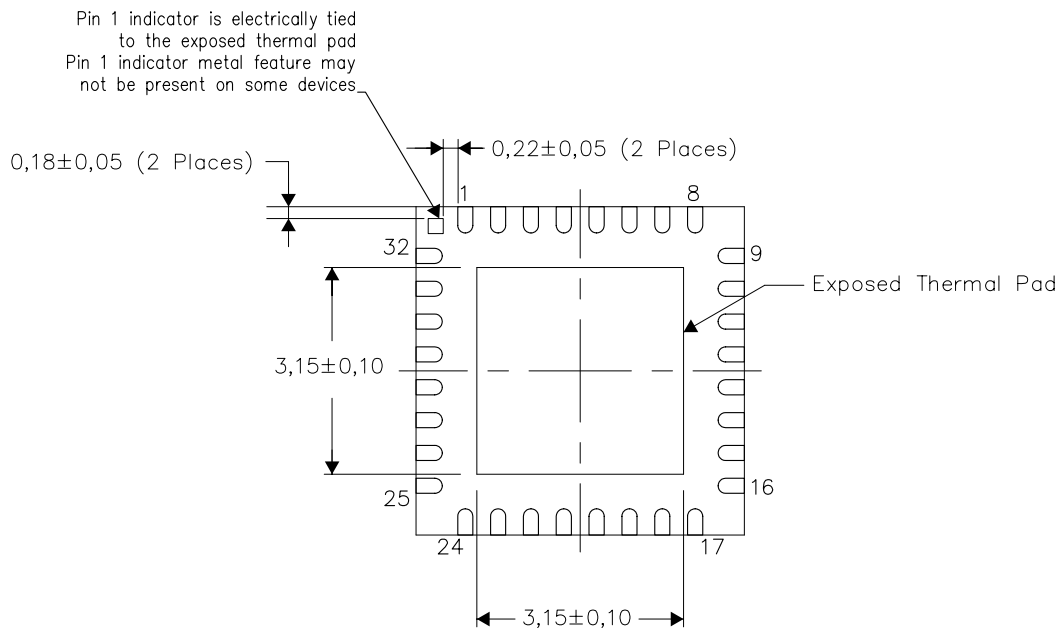 Pin 1 indicator is electrically tied
to the exposed thermal pad
Pin 1 indicator metal feature may
not be present on some devices
0,18±0,05 (2 Places)
0,22±0,05 (2 Places)
1
8
32
9
Exposed Thermal Pad
3,15±0,10
25
16
24
17
3,15±0,10